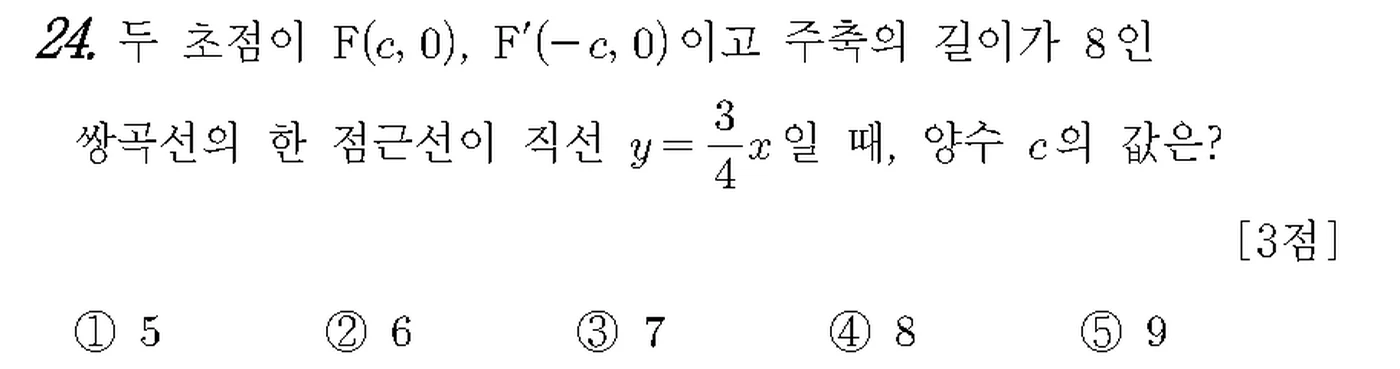 24. 두 초점이 F(c, 0), F′(−c, 0)이고 주축의 길이가 8인
쌍곡선의 한 점근선이 직선 y = 3/4 x일 때, 양수 c의 값은?
[3점]
① 5 ② 6 ③ 7 ④ 8 ⑤ 9